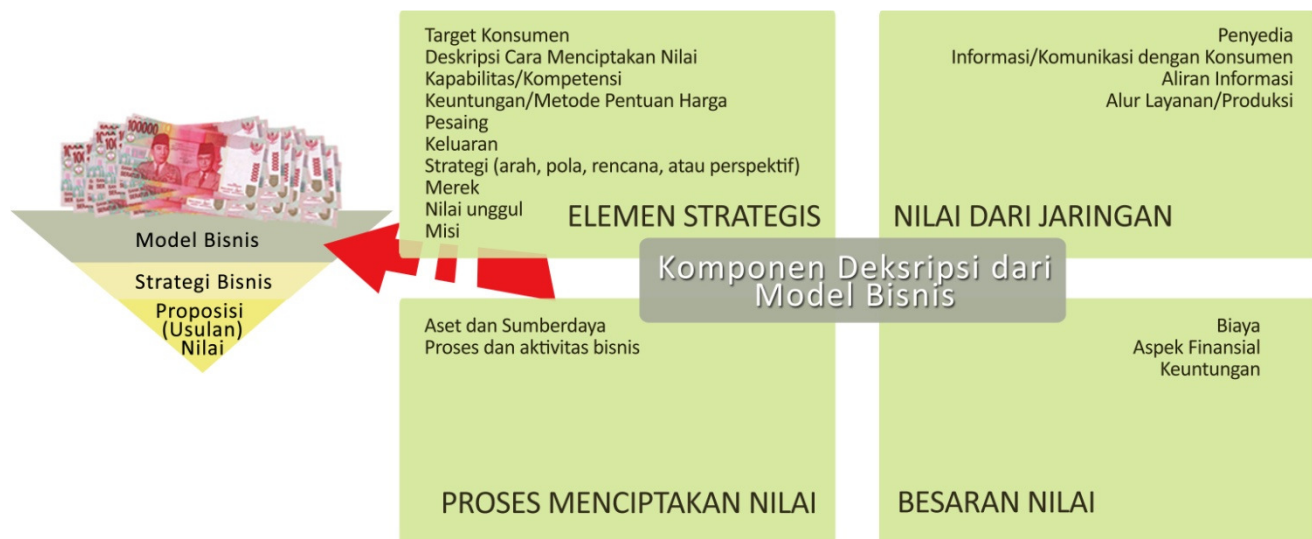 Target Konsumen
Deskripsi Cara Menciptakan Nilai
Kapabilitas/Kompetensi
Keuntungan/Metode Pentuan Harga
Pesaing
Keluaran
Strategi (arah, pola, rencana, atau perspektif)
Merek
Nilai unggul
Misi
ELEMEN STRATEGIS
Penyedia
Informasi/Komunikasi dengan Konsumen
Aliran Informasi
Alur Layanan/Produksi
NILAI DARI JARINGAN
100000
Model Bisnis
Strategi Bisnis
Proposisi
(Usulan)
Nilai
Komponen Deksripsi dari
Model Bisnis
Aset dan Sumberdaya
Proses dan aktivitas bisnis
PROSES MENCIPTAKAN NILAI
Biaya
Aspek Finansial
Keuntungan
BESARAN NILAI